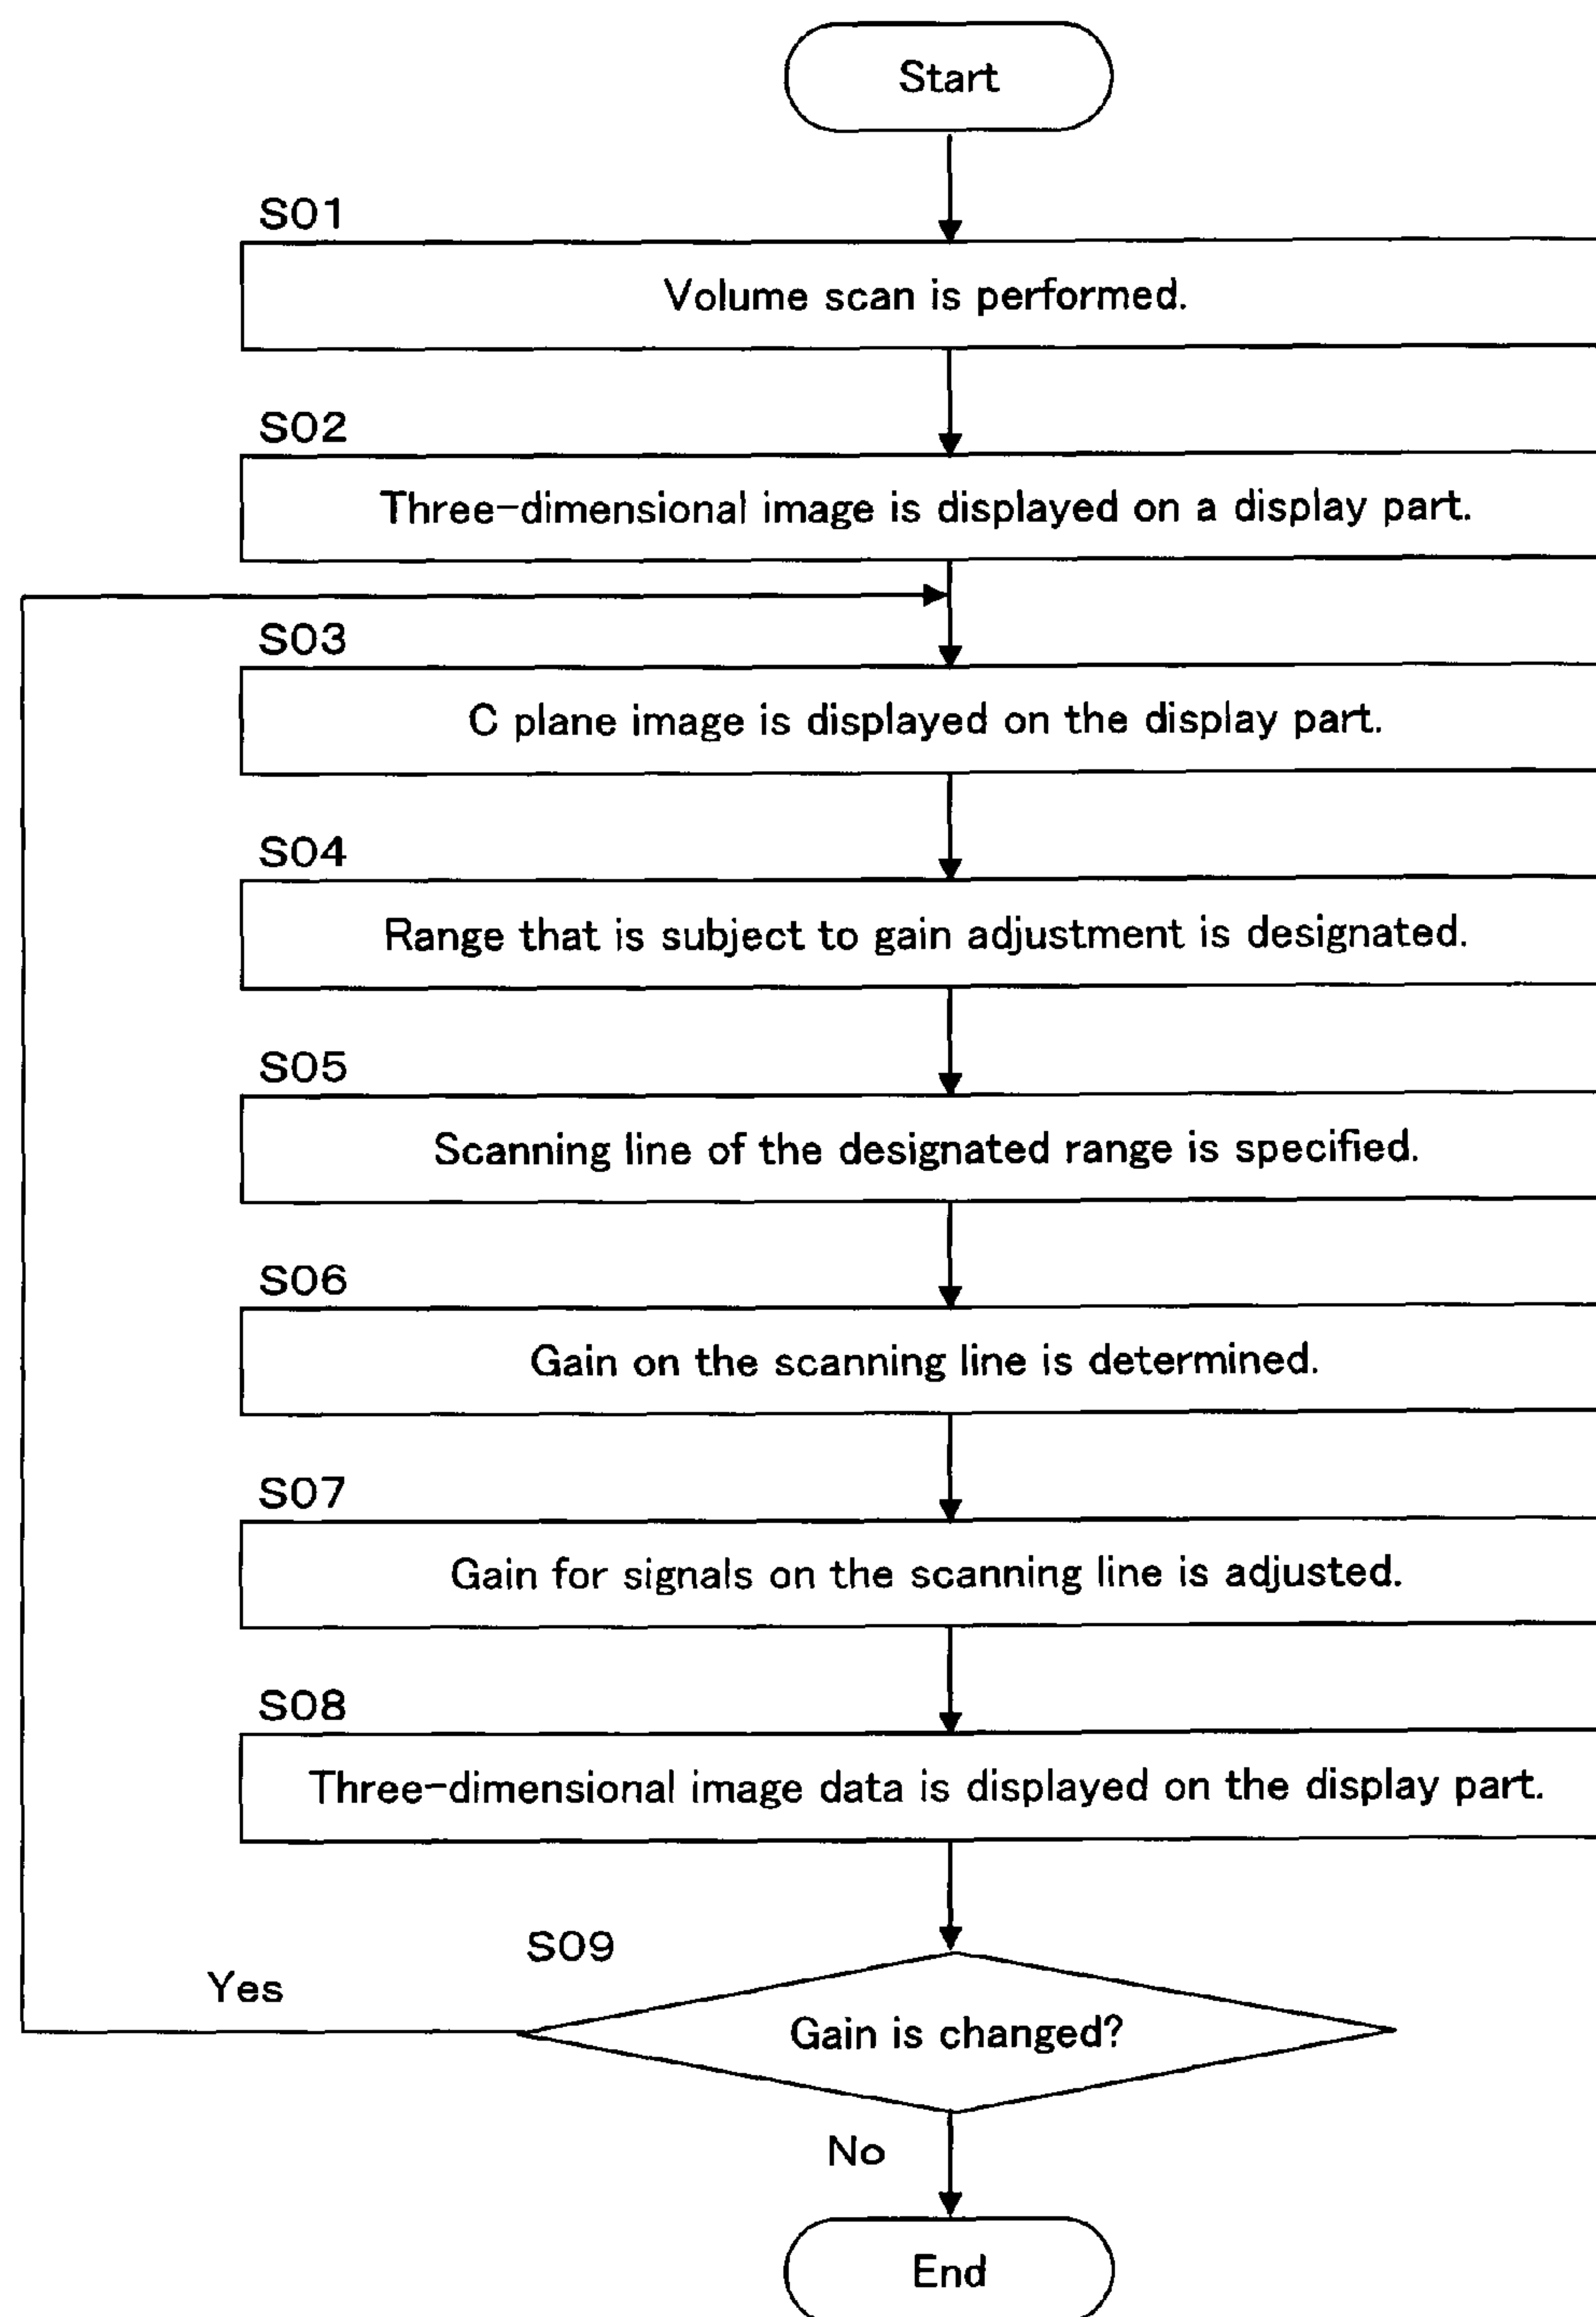 Start
S01
Volume scan is performed.
S02
Three-dimensional image is displayed on a display part.
S03
C plane image is displayed on the display part.
S04
Range that is subject to gain adjustment is designated.
S05
Scanning line of the designated range is specified.
S06
Gain on the scanning line is determined.
S07
Gain for signals on the scanning line is adjusted.
S08
Three-dimensional image data is displayed on the display part.
S09
Yes
Gain is changed?
No
End